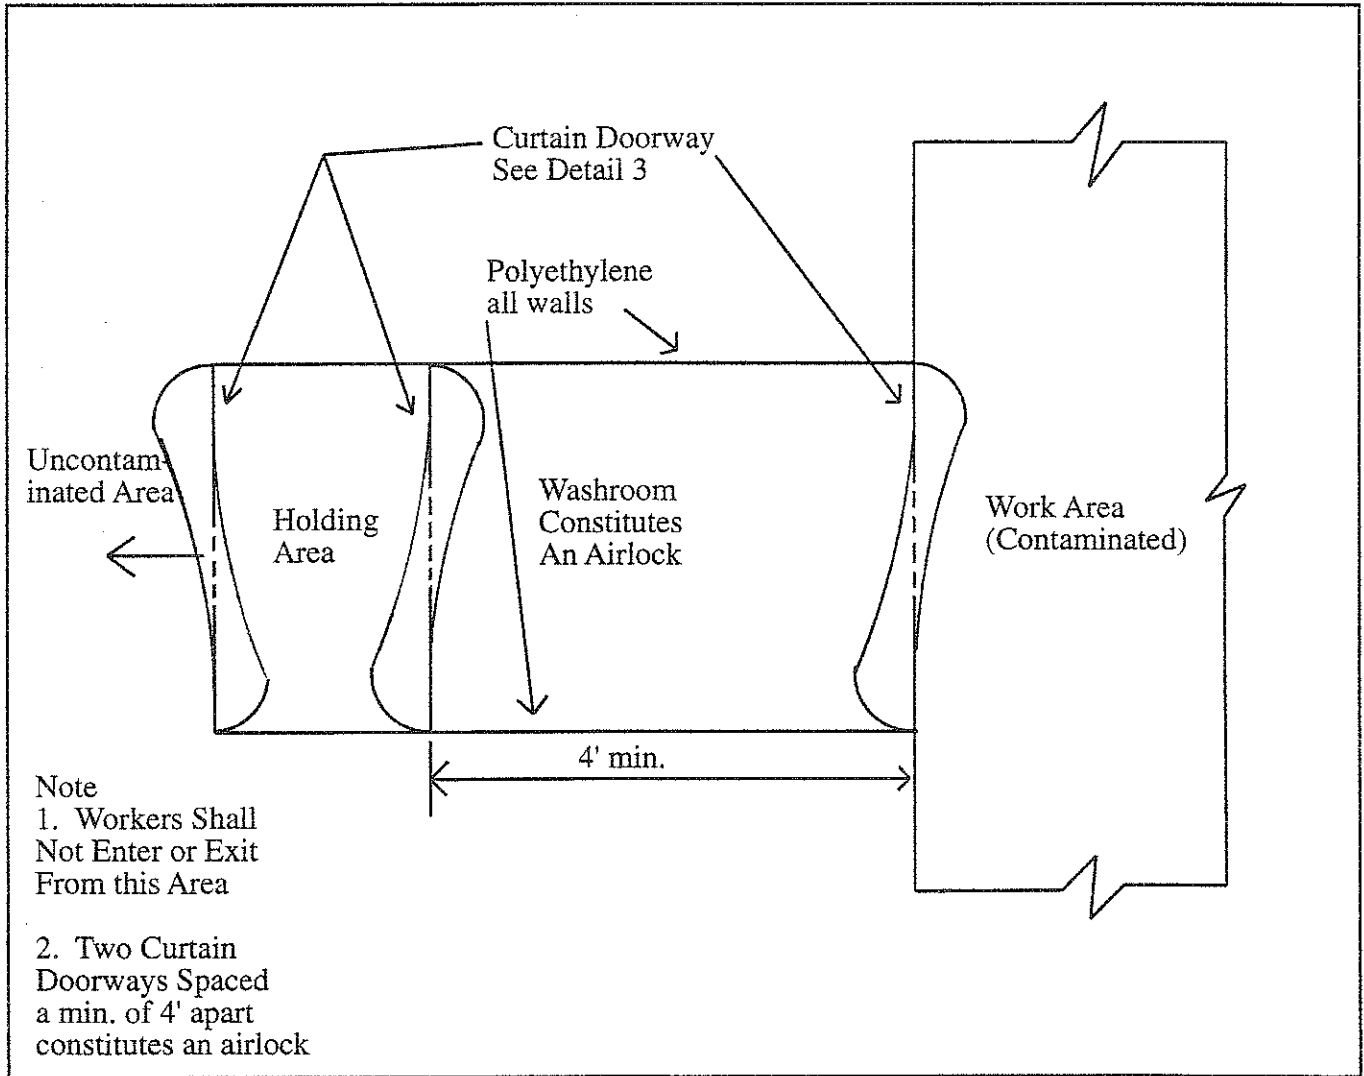 Curtain Doorway
See Detail 3
Polyethylene
all walls
Uncontam-
inated Area
Holding
Area
Washroom
Constitutes
An Airlock
Work Area
(Contaminated)
4' min.
Note
1. Workers Shall
Not Enter or Exit
From this Area
2. Two Curtain
Doorways Spaced
a min. of 4' apart
constitutes an airlock